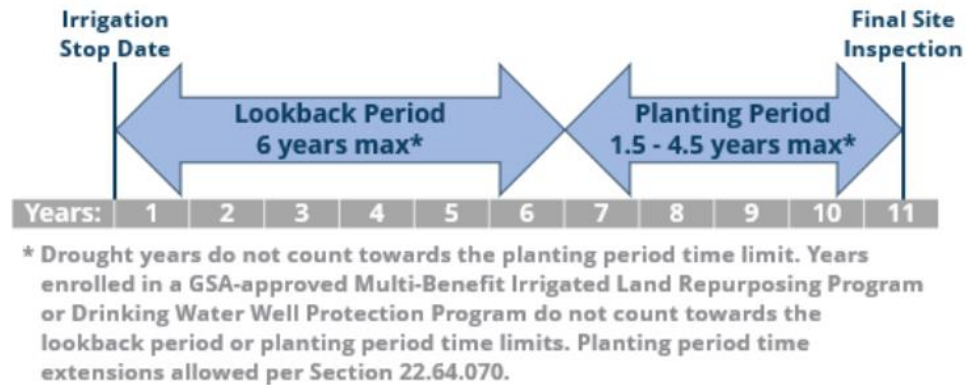 Irrigation
Stop Date
Final Site
Inspection
Lookback Period
6 years max*
Planting Period
1.5 - 4.5 years max*
Years: 1 2 3 4 5 6 7 8 9 10 11
* Drought years do not count towards the planting period time limit. Years
enrolled in a GSA-approved Multi-Benefit Irrigated Land Repurposing Program
or Drinking Water Well Protection Program do not count towards the
lookback period or planting period time limits. Planting period time
extensions allowed per Section 22.64.070.